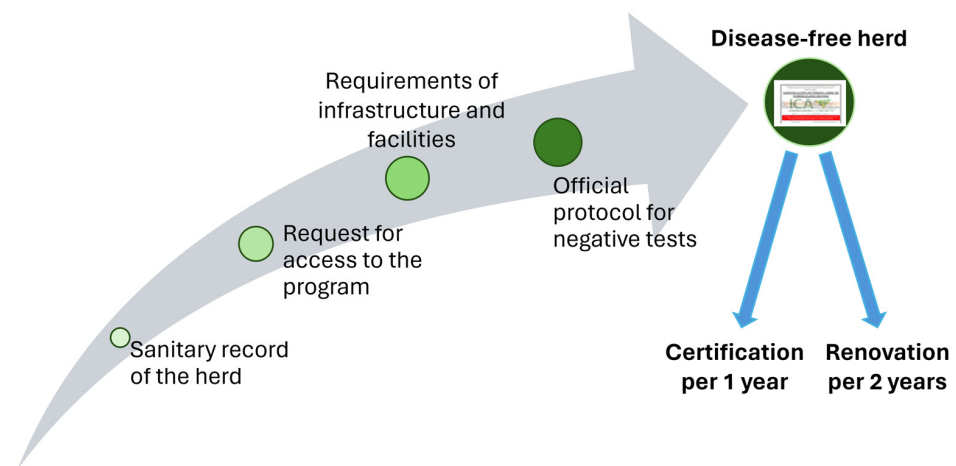 Disease-free herd
ICA
Requirements of
infrastructure and
facilities
Official
protocol for
negative tests
Request for
access to the
program
Sanitary record
of the herd
Certification
per 1 year
Renovation
per 2 years